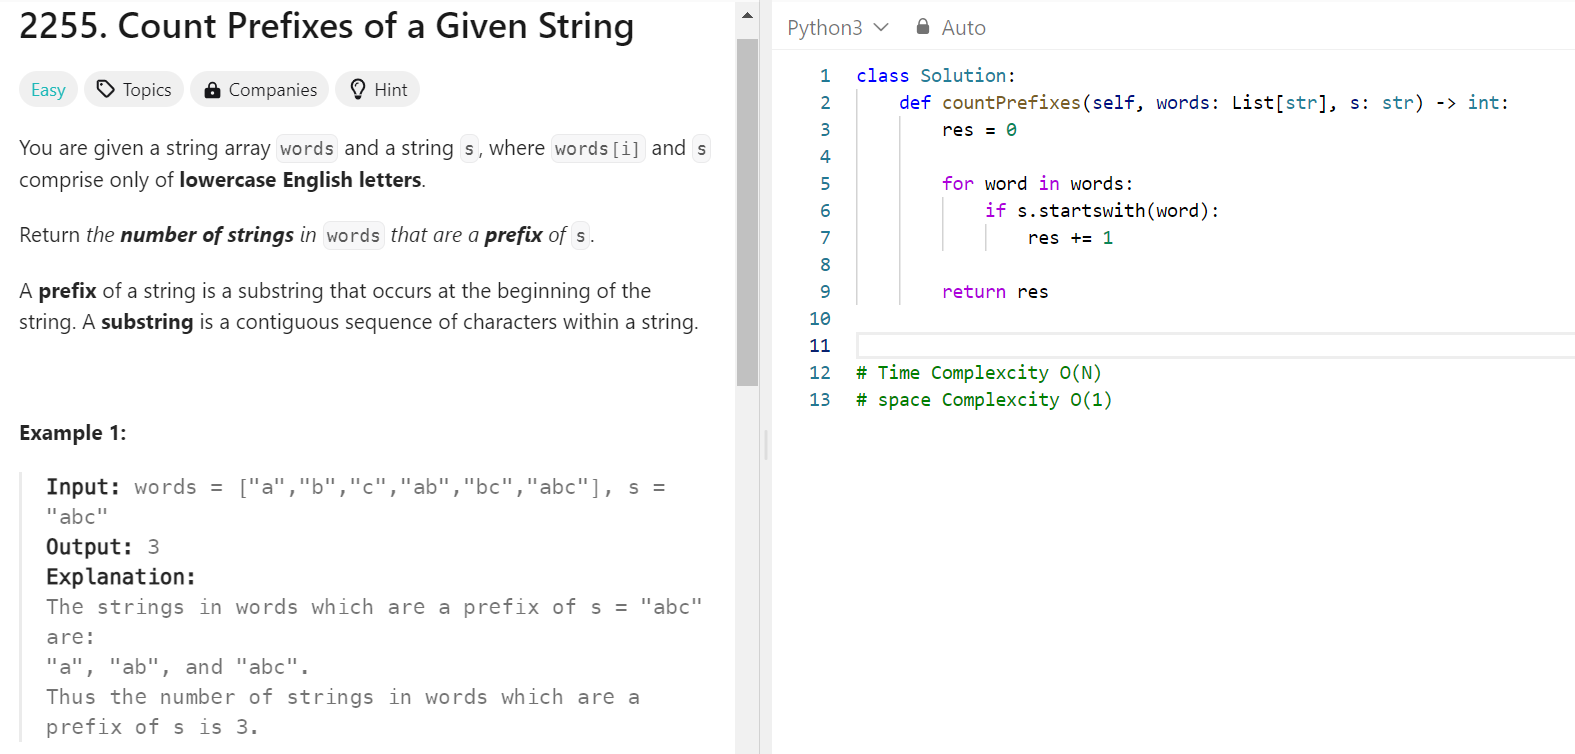 2255. Count Prefixes of a Given String
Easy Topics Companies Hint
You are given a string array words and a string s, where words[i] and s
comprise only of lowercase English letters.
Return the number of strings in words that are a prefix of s.
A prefix of a string is a substring that occurs at the beginning of the
string. A substring is a contiguous sequence of characters within a string.
Example 1:
Input: words = ["a","b","c","ab","bc","abc"], s =
"abc"
Output: 3
Explanation:
The strings in words which are a prefix of s = "abc"
are:
"a", "ab", and "abc".
Thus the number of strings in words which are a
prefix of s is 3.
Python3 Auto
1 class Solution:
2 def countPrefixes(self, words: List[str], s: str) -> int:
3 res = 0
4
5 for word in words:
6 if s.startswith(word):
7 res += 1
8
9 return res
10
11
12 # Time Complexcity O(N)
13 # space Complexcity O(1)